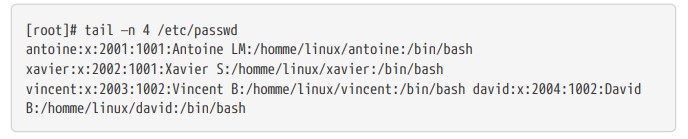 [root]# tail –n 4 /etc/passwd
antoine:x:2001:1001:Antoine LM:/homme/linux/antoine:/bin/bash
xavier:x:2002:1001:Xavier S:/homme/linux/xavier:/bin/bash
vincent:x:2003:1002:Vincent B:/homme/linux/vincent:/bin/bash david:x:2004:1002:David
B:/homme/linux/david:/bin/bash